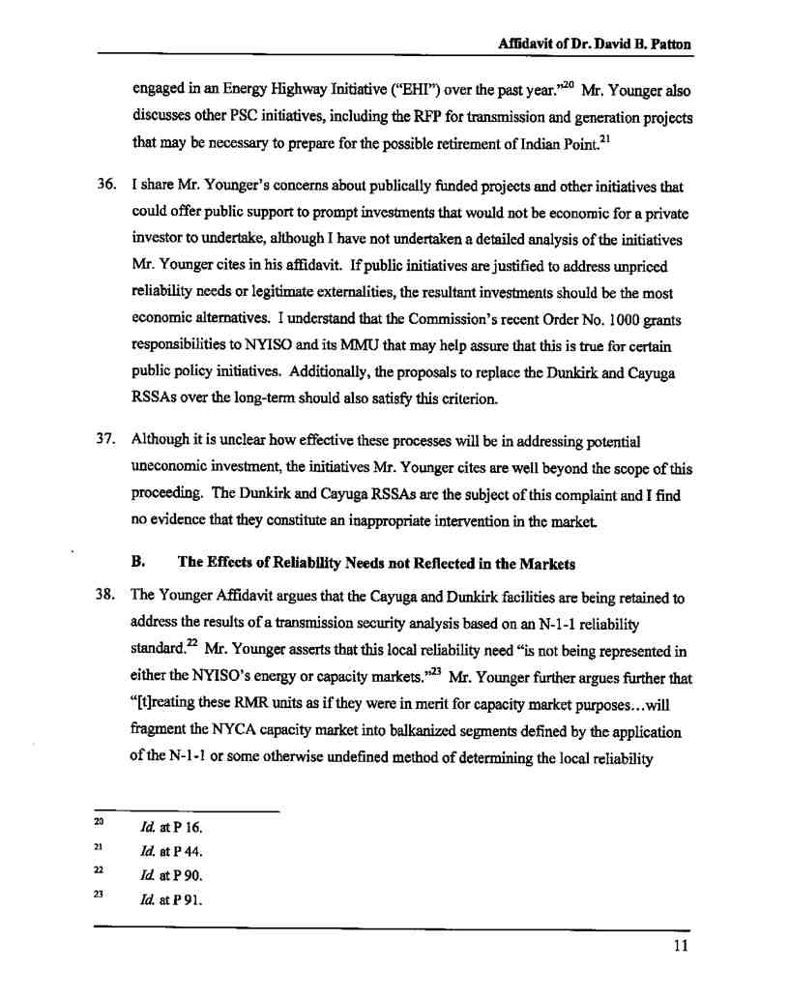 Affidavit of Dr. David B. Patton
engaged in an Energy Highway Initiative (“EHI”) over the past year.”20 Mr. Younger also
discusses other PSC initiatives, including the RFP for transmission and generation projects
that may be necessary to prepare for the possible retirement of Indian Point.21
36. I share Mr. Younger’s concerns about publically funded projects and other initiatives that
could offer public support to prompt investments that would not be economic for a private
investor to undertake, although I have not undertaken a detailed analysis of the initiatives
Mr. Younger cites in his affidavit. If public initiatives are justified to address unpriced
reliability needs or legitimate externalities, the resultant investments should be the most
economic alternatives. I understand that the Commission’s recent Order No. 1000 grants
responsibilities to NYISO and its MMU that may help assure that this is true for certain
public policy initiatives. Additionally, the proposals to replace the Dunkirk and Cayuga
RSSAs over the long-term should also satisfy this criterion.
37. Although it is unclear how effective these processes will be in addressing potential
uneconomic investment, the initiatives Mr. Younger cites are well beyond the scope of this
proceeding. The Dunkirk and Cayuga RSSAs are the subject of this complaint and I find
no evidence that they constitute an inappropriate intervention in the market.
B. The Effects of Reliability Needs not Reflected in the Markets
38. The Younger Affidavit argues that the Cayuga and Dunkirk facilities are being retained to
address the results of a transmission security analysis based on an N-1-1 reliability
standard.22 Mr. Younger asserts that this local reliability need “is not being represented in
either the NYISO’s energy or capacity markets.”23 Mr. Younger further argues further that
“[t]reating these RMR units as if they were in merit for capacity market purposes…will
fragment the NYCA capacity market into balkanized segments defined by the application
of the N-1-1 or some otherwise undefined method of determining the local reliability
20 Id. at P 16.
21 Id. at P 44.
22 Id. at P 90.
23 Id. at P 91.
11